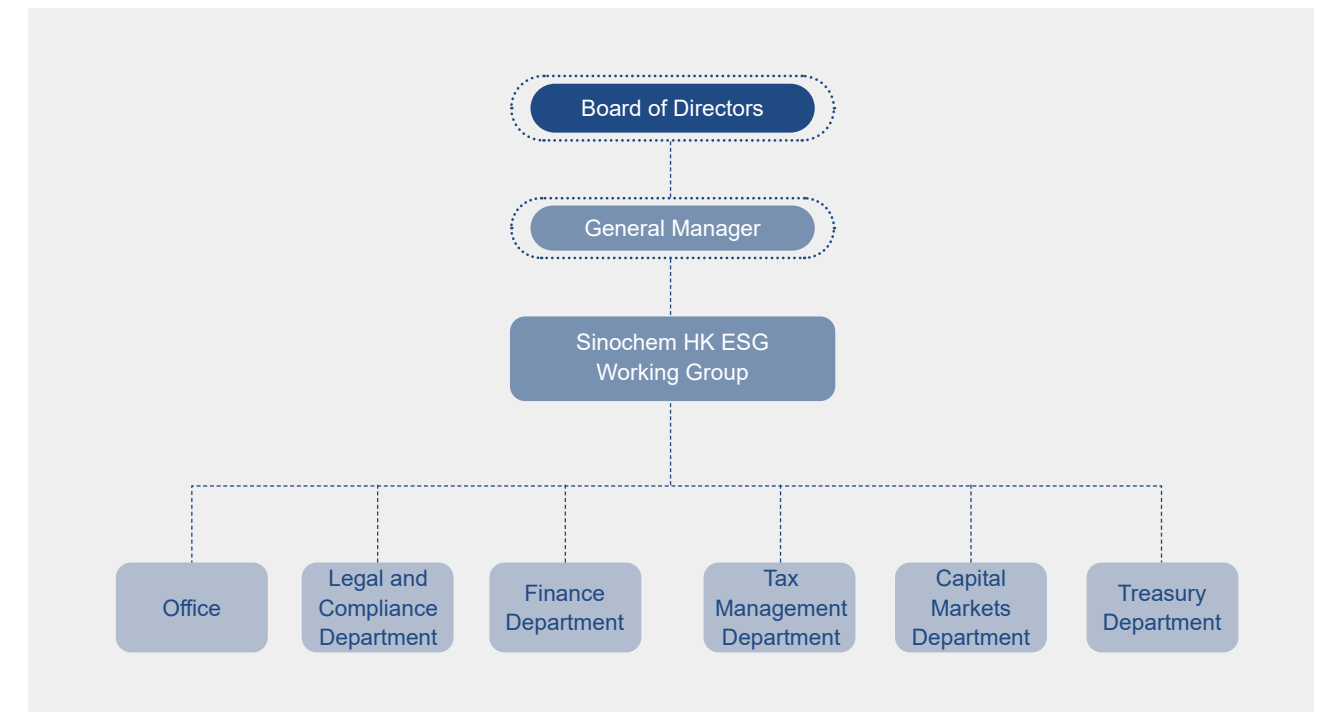 Board of Directors
General Manager
Sinochem HK ESG
Working Group
Office
Legal and
Compliance
Department
Finance
Department
Tax
Management
Department
Capital
Markets
Department
Treasury
Department